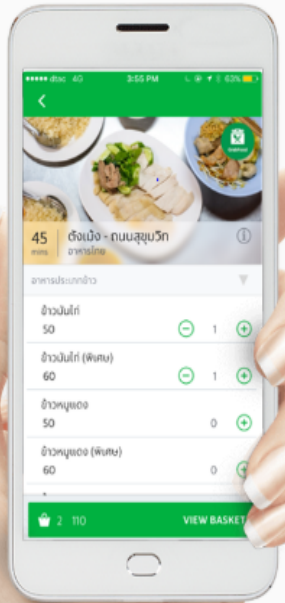 dtac 4G 3:55 PM 63%
45 mins
ตังเม้ง - ถนนสุขุมวิท
อาหารไทย
อาหารประเภทข้าว
ข้าวมันไก่
50 1
ข้าวมันไก่ (พิเศษ)
60 1
ข้าวหมูแดง
50 0
ข้าวหมูแดง (พิเศษ)
60 0
2 110 VIEW BASKET